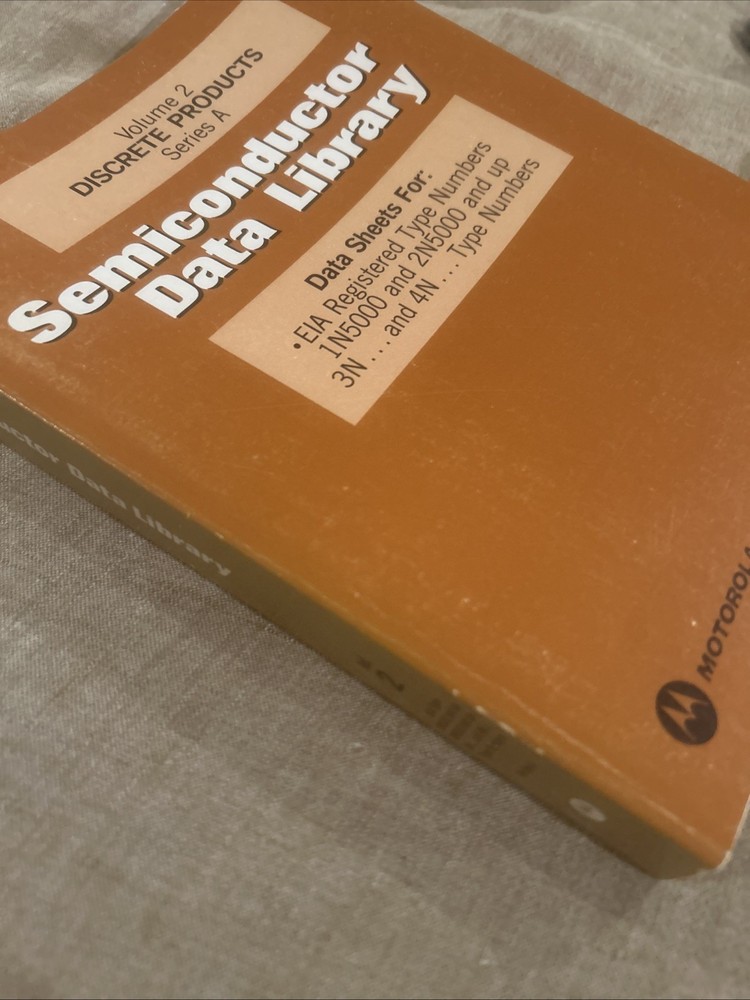 Volume 2
DISCRETE PRODUCTS
Series A
Semiconductor
Data Library
Data Sheets For:
•EIA Registered Type Numbers
1N5000 and 2N5000 and up
3N ... and 4N ... Type Numbers
MOTOROLA
Data Library
2